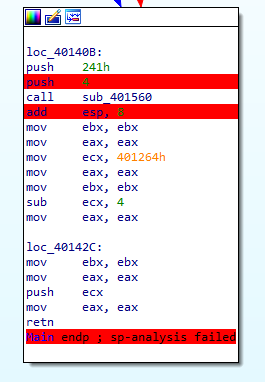 loc_40140B:
push 241h
push 4
call sub_401560
add esp, 8
mov ebx, ebx
mov eax, eax
mov ecx, 401264h
mov eax, eax
mov ebx, ebx
sub ecx, 4
mov eax, eax
loc_40142C:
mov ebx, ebx
mov eax, eax
push ecx
mov eax, eax
retn
Main endp ; sp-analysis failed